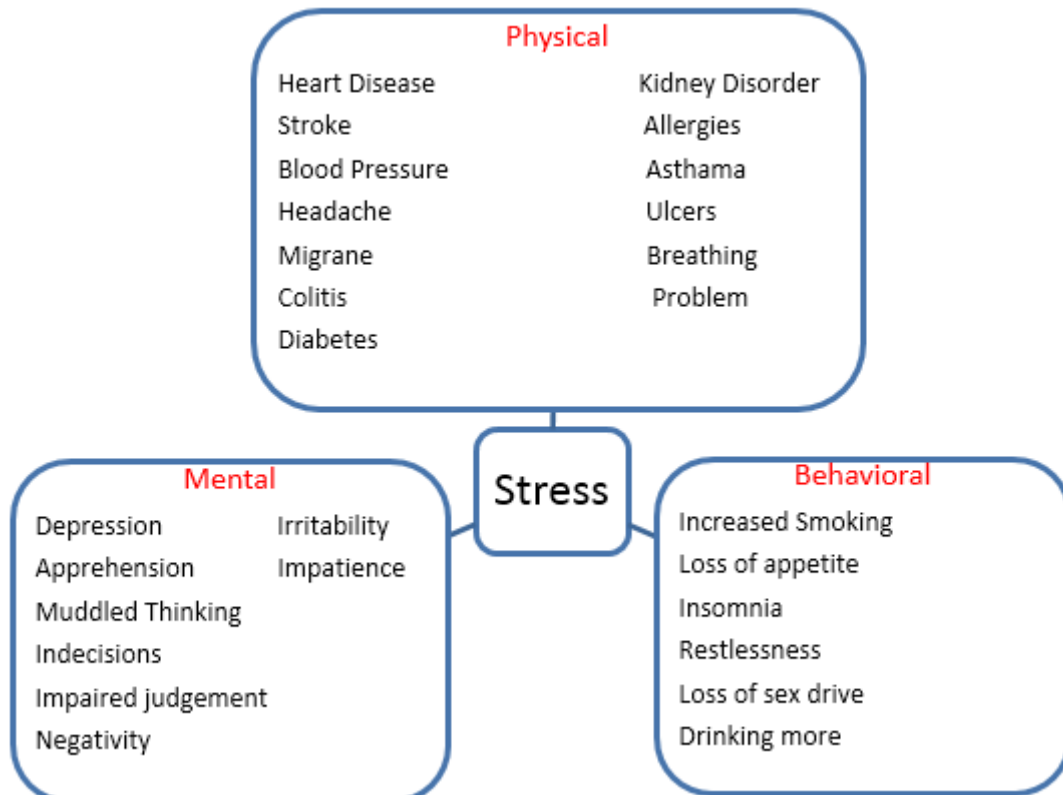 Physical
Heart Disease
Stroke
Blood Pressure
Headache
Migrane
Colitis
Diabetes
Kidney Disorder
Allergies
Asthama
Ulcers
Breathing
Problem
Stress
Mental
Depression
Apprehension
Muddled Thinking
Indecisions
Impaired judgement
Negativity
Irritability
Impatience
Behavioral
Increased Smoking
Loss of appetite
Insomnia
Restlessness
Loss of sex drive
Drinking more